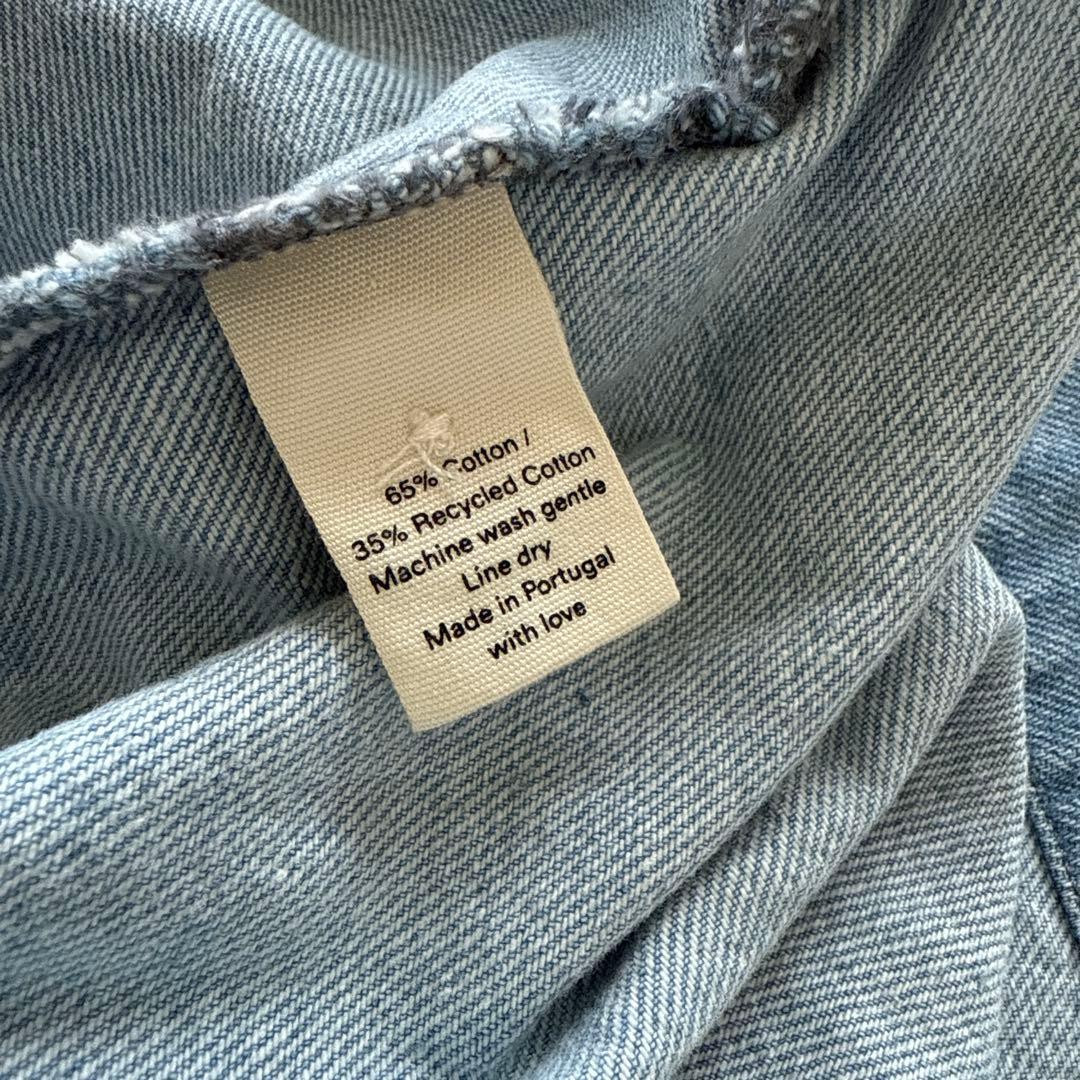 65% Cotton /
35% Recycled Cotton
Machine wash gentle
Line dry
Made in Portugal
with love